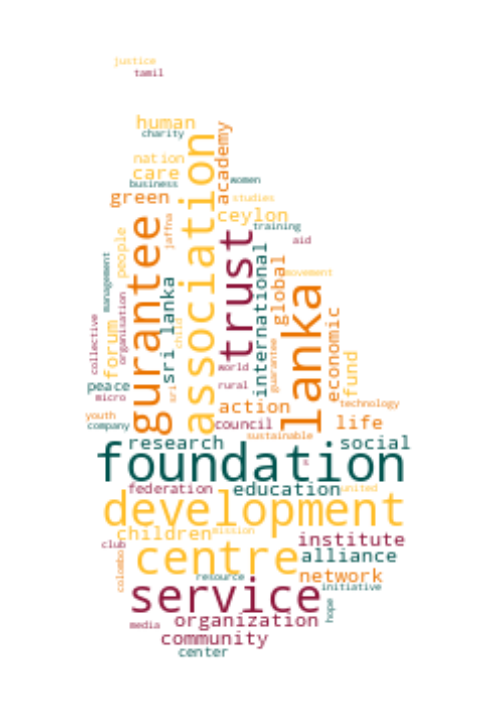 justice
tamil
human
charity
nation
care
business
green
association
academy
women
studies
ceylon
training
aid
people
gurantee
jaffna
trust
international
global
movement
management
sri lanka
child
lanka
economic
collective
organisation
forum
world
guarantee
fund
peace
micro
sri
rural
action
technology
youth
company
council
life
research
sustainable
social
foundation
s
federation
education
united
development
children
mission
institute
club
centre
alliance
colombo
resource
network
initiative
service
hope
media
organization
community
center